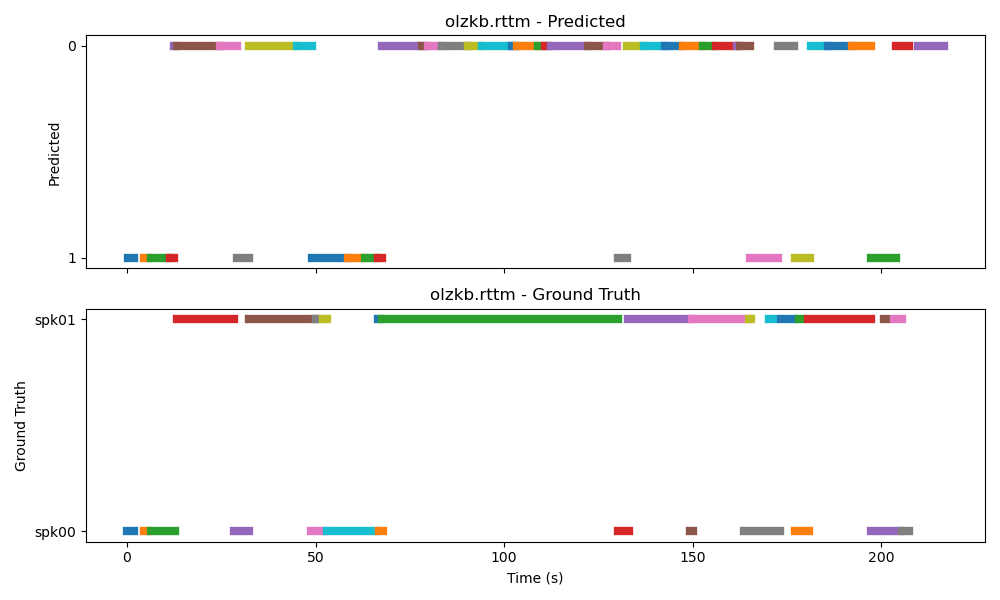 olzkb.rttm - Predicted
0
Predicted
1
olzkb.rttm - Ground Truth
spk01
Ground Truth
spk00
0 50 100 150 200
Time (s)